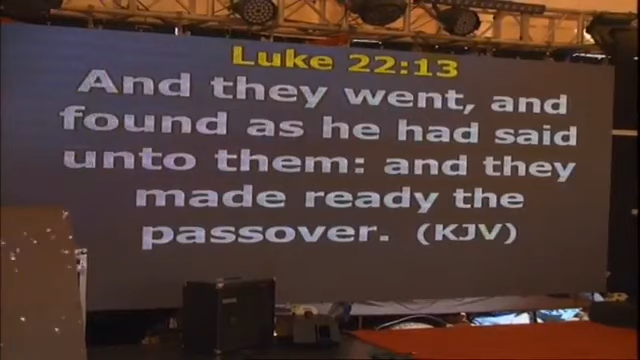 Luke 22:13
And they went, and
found as he had said
unto them: and they
made ready the
passover. (KJV)